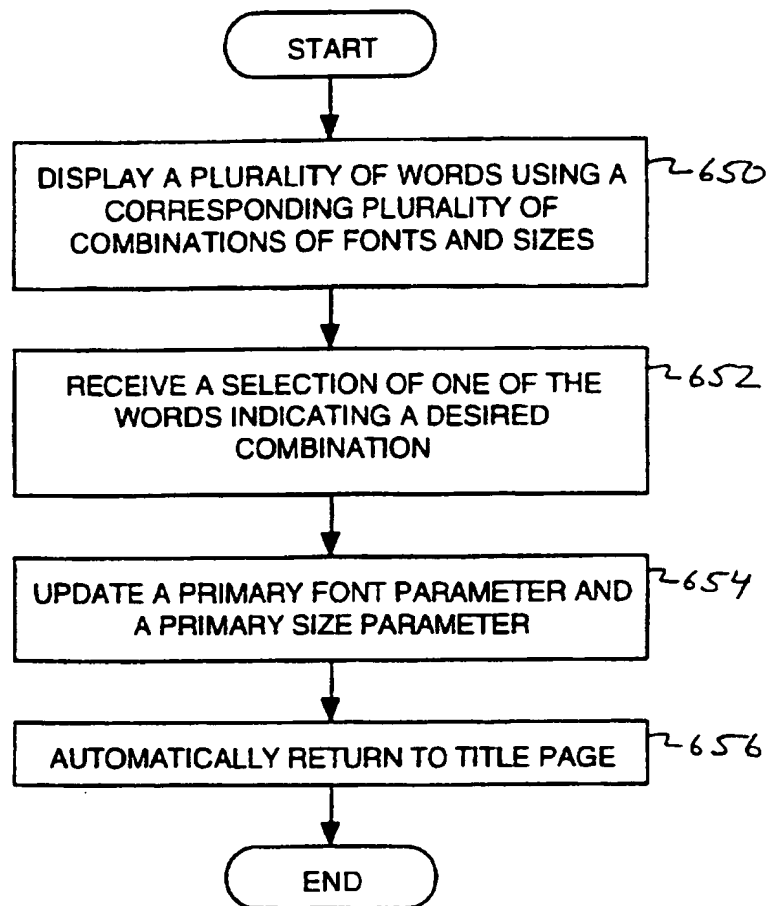 START
DISPLAY A PLURALITY OF WORDS USING A
CORRESPONDING PLURALITY OF
COMBINATIONS OF FONTS AND SIZES
650
RECEIVE A SELECTION OF ONE OF THE
WORDS INDICATING A DESIRED
COMBINATION
652
UPDATE A PRIMARY FONT PARAMETER AND
A PRIMARY SIZE PARAMETER
654
AUTOMATICALLY RETURN TO TITLE PAGE
656
END